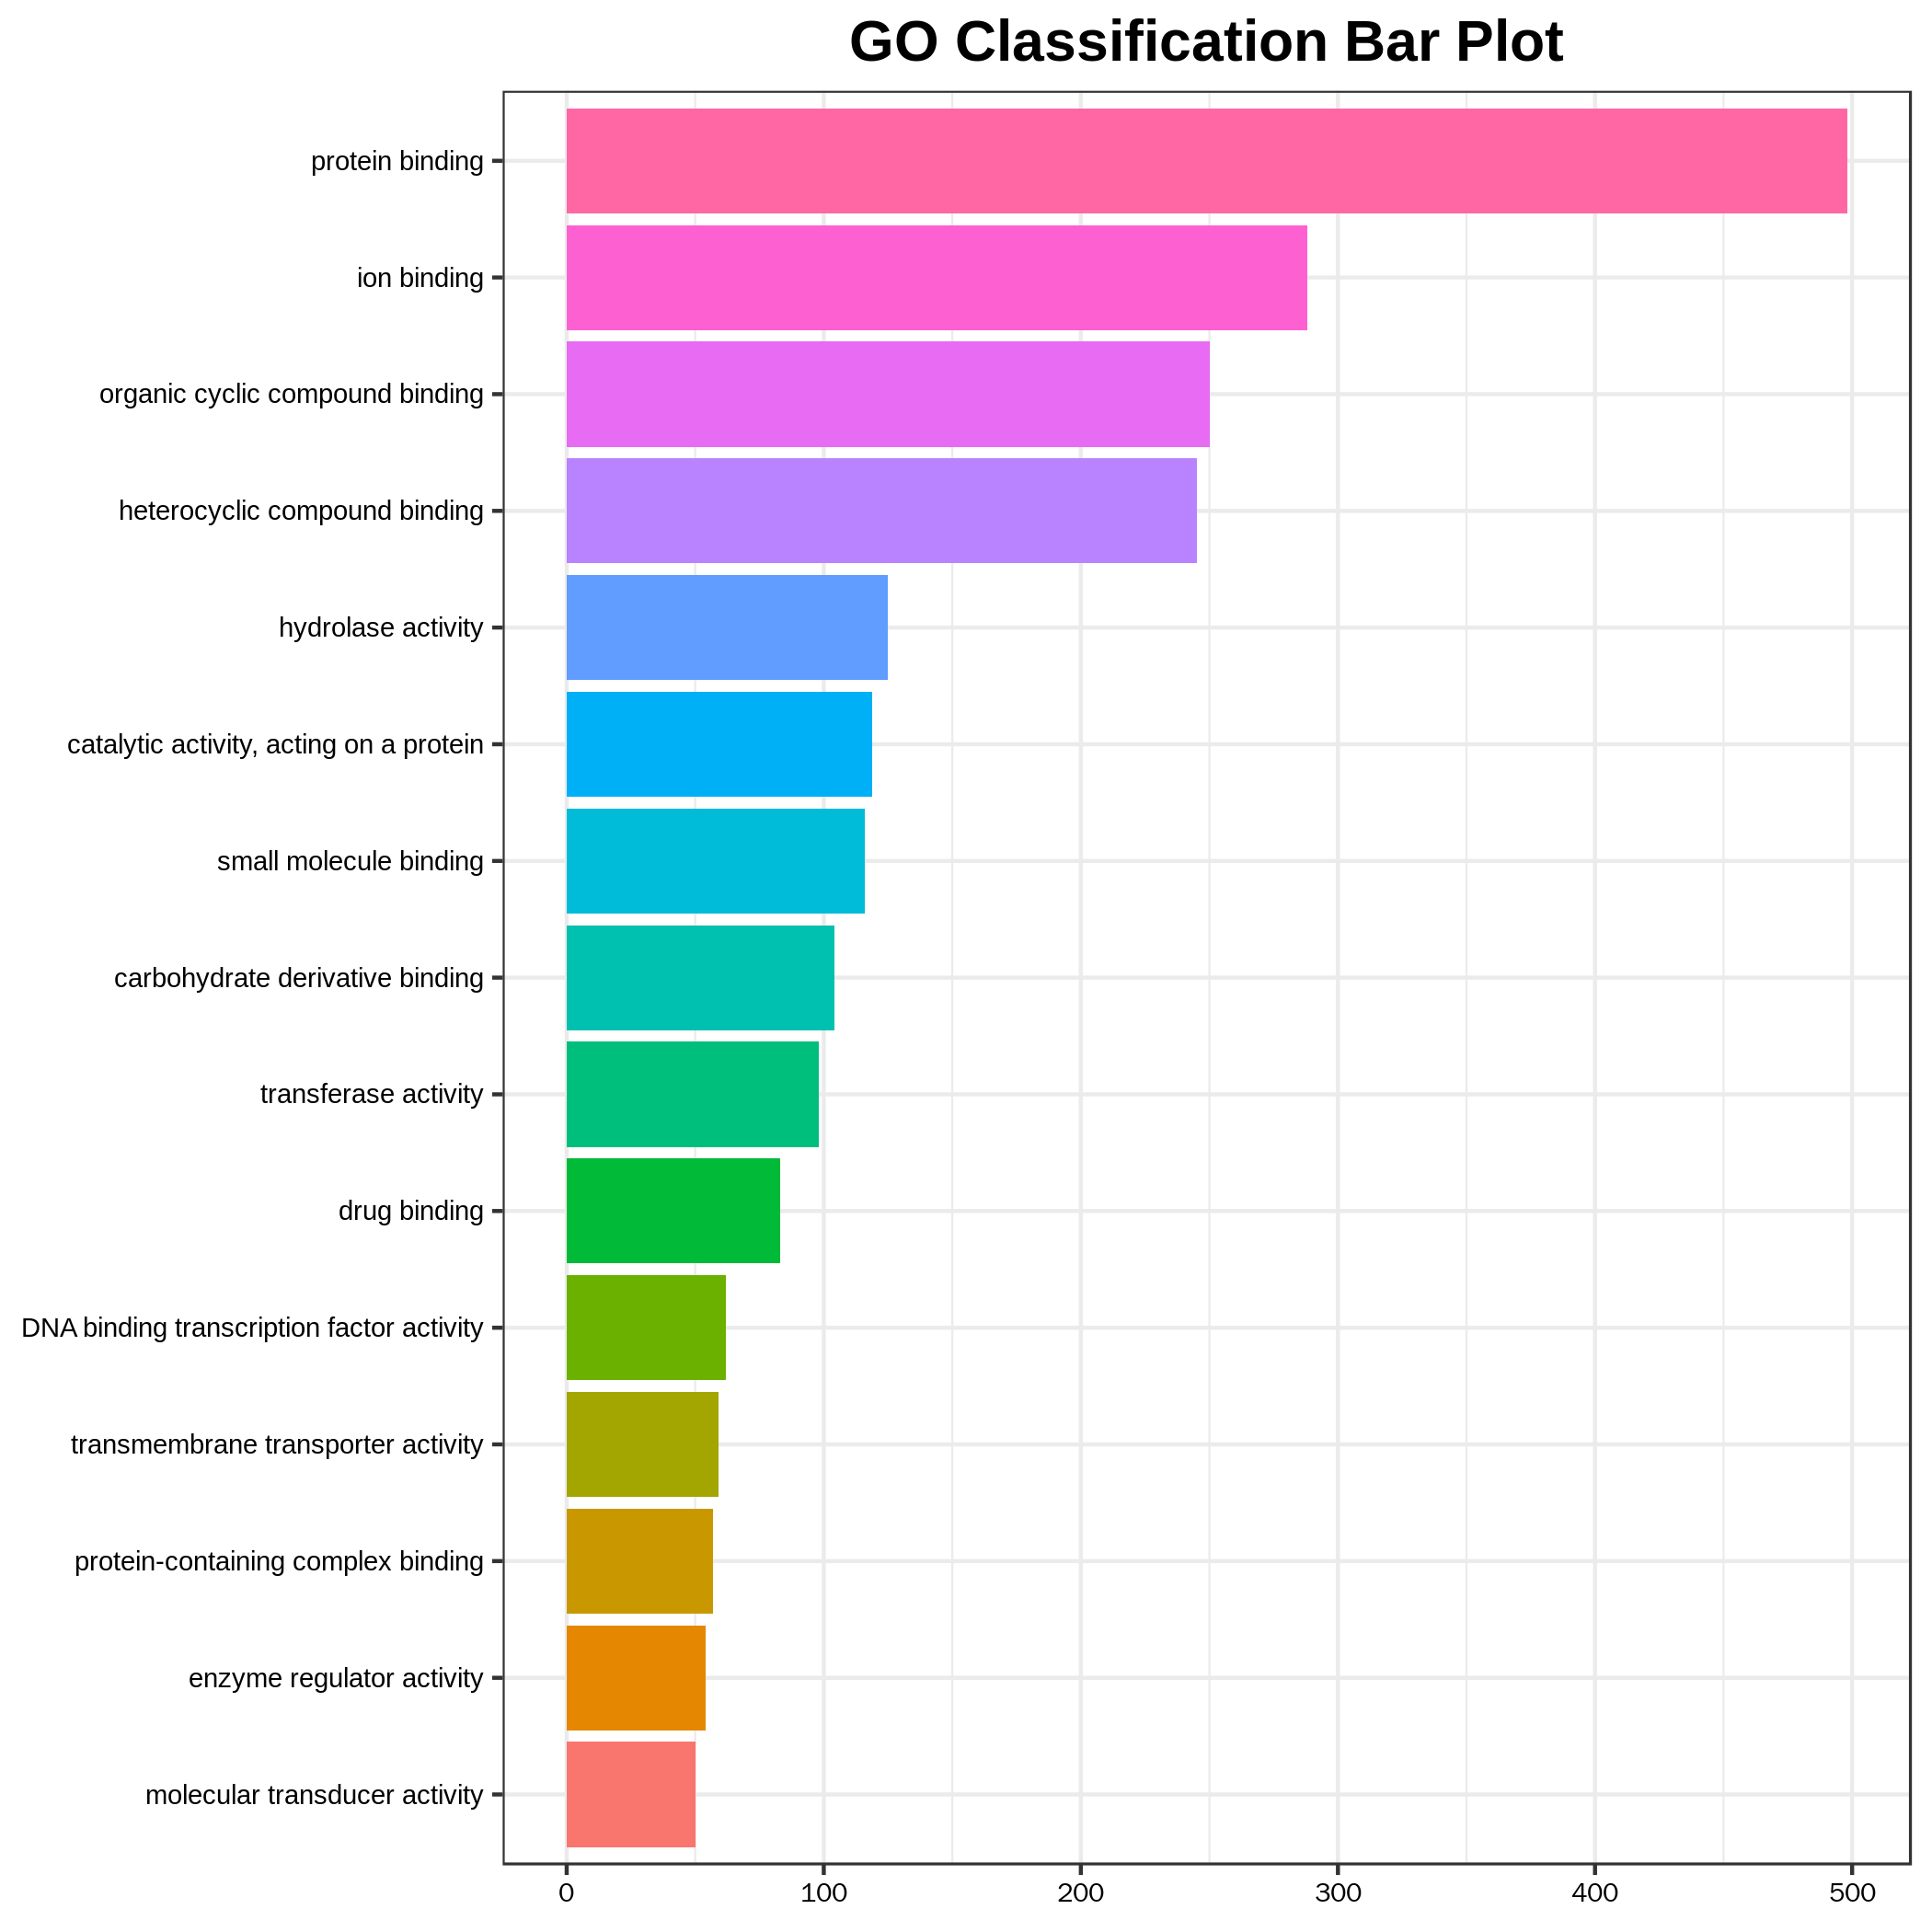 GO Classification Bar Plot
protein binding
ion binding
organic cyclic compound binding
heterocyclic compound binding
hydrolase activity
catalytic activity, acting on a protein
small molecule binding
carbohydrate derivative binding
transferase activity
drug binding
DNA binding transcription factor activity
transmembrane transporter activity
protein-containing complex binding
enzyme regulator activity
molecular transducer activity
0 100 200 300 400 500